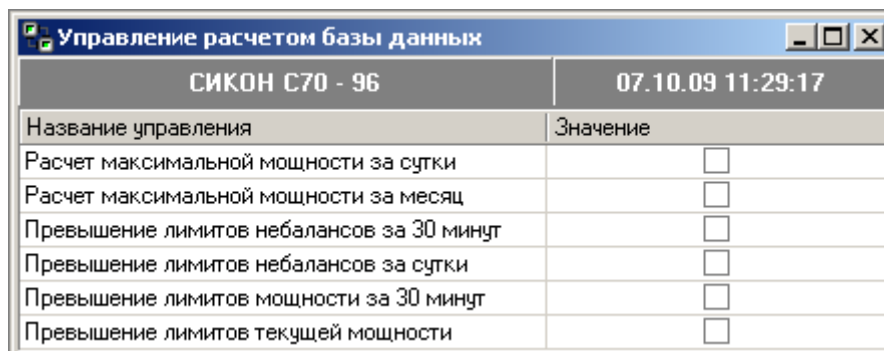 Управление расчетом базы данных
СИКОН С70 - 96 07.10.09 11:29:17
Название управления Значение
Расчет максимальной мощности за сутки
Расчет максимальной мощности за месяц
Превышение лимитов небалансов за 30 минут
Превышение лимитов небалансов за сутки
Превышение лимитов мощности за 30 минут
Превышение лимитов текущей мощности